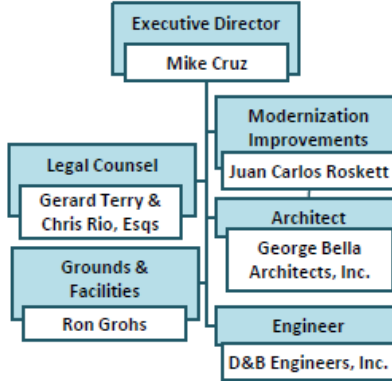 Executive Director
Mike Cruz
Modernization
Improvements
Juan Carlos Roskett
Legal Counsel
Gerard Terry &
Chris Rio, Esqs
Architect
George Bella
Architects, Inc.
Grounds &
Facilities
Ron Grohs
Engineer
D&B Engineers, Inc.